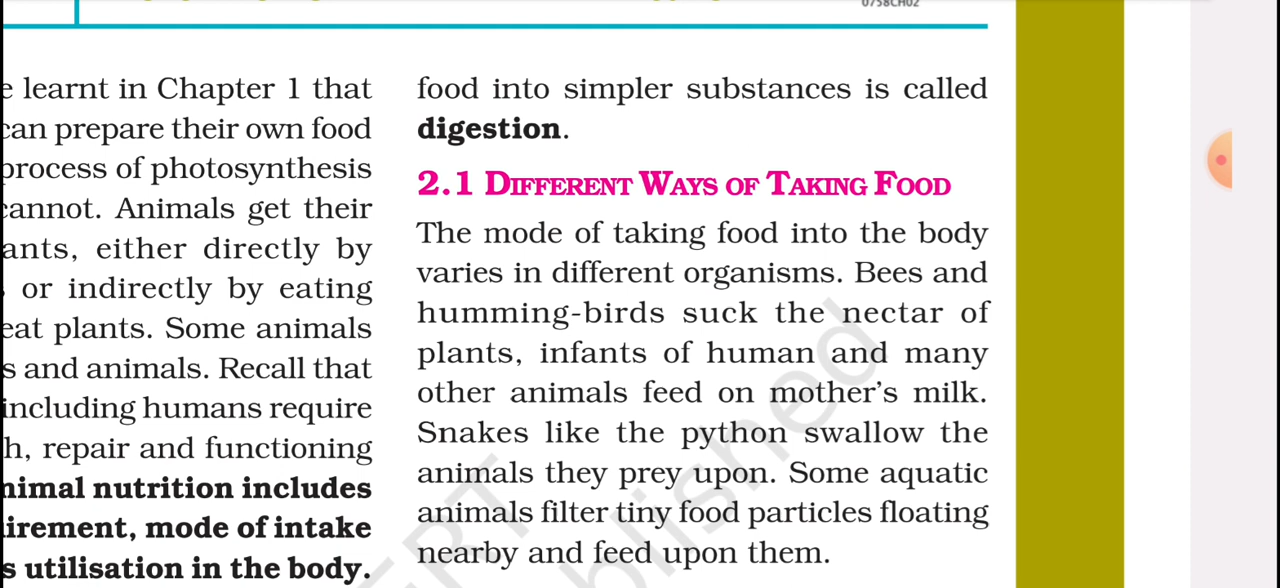 0758CH02
e learnt in Chapter 1 that
can prepare their own food
process of photosynthesis
cannot. Animals get their
ants, either directly by
or indirectly by eating
eat plants. Some animals
s and animals. Recall that
including humans require
h, repair and functioning
nimal nutrition includes
irement, mode of intake
s utilisation in the body.
food into simpler substances is called
digestion.
2.1 DIFFERENT WAYS OF TAKING FOOD
The mode of taking food into the body
varies in different organisms. Bees and
humming-birds suck the nectar of
plants, infants of human and many
other animals feed on mother's milk.
Snakes like the python swallow the
animals they prey upon. Some aquatic
animals filter tiny food particles floating
nearby and feed upon them.
ERT
blished